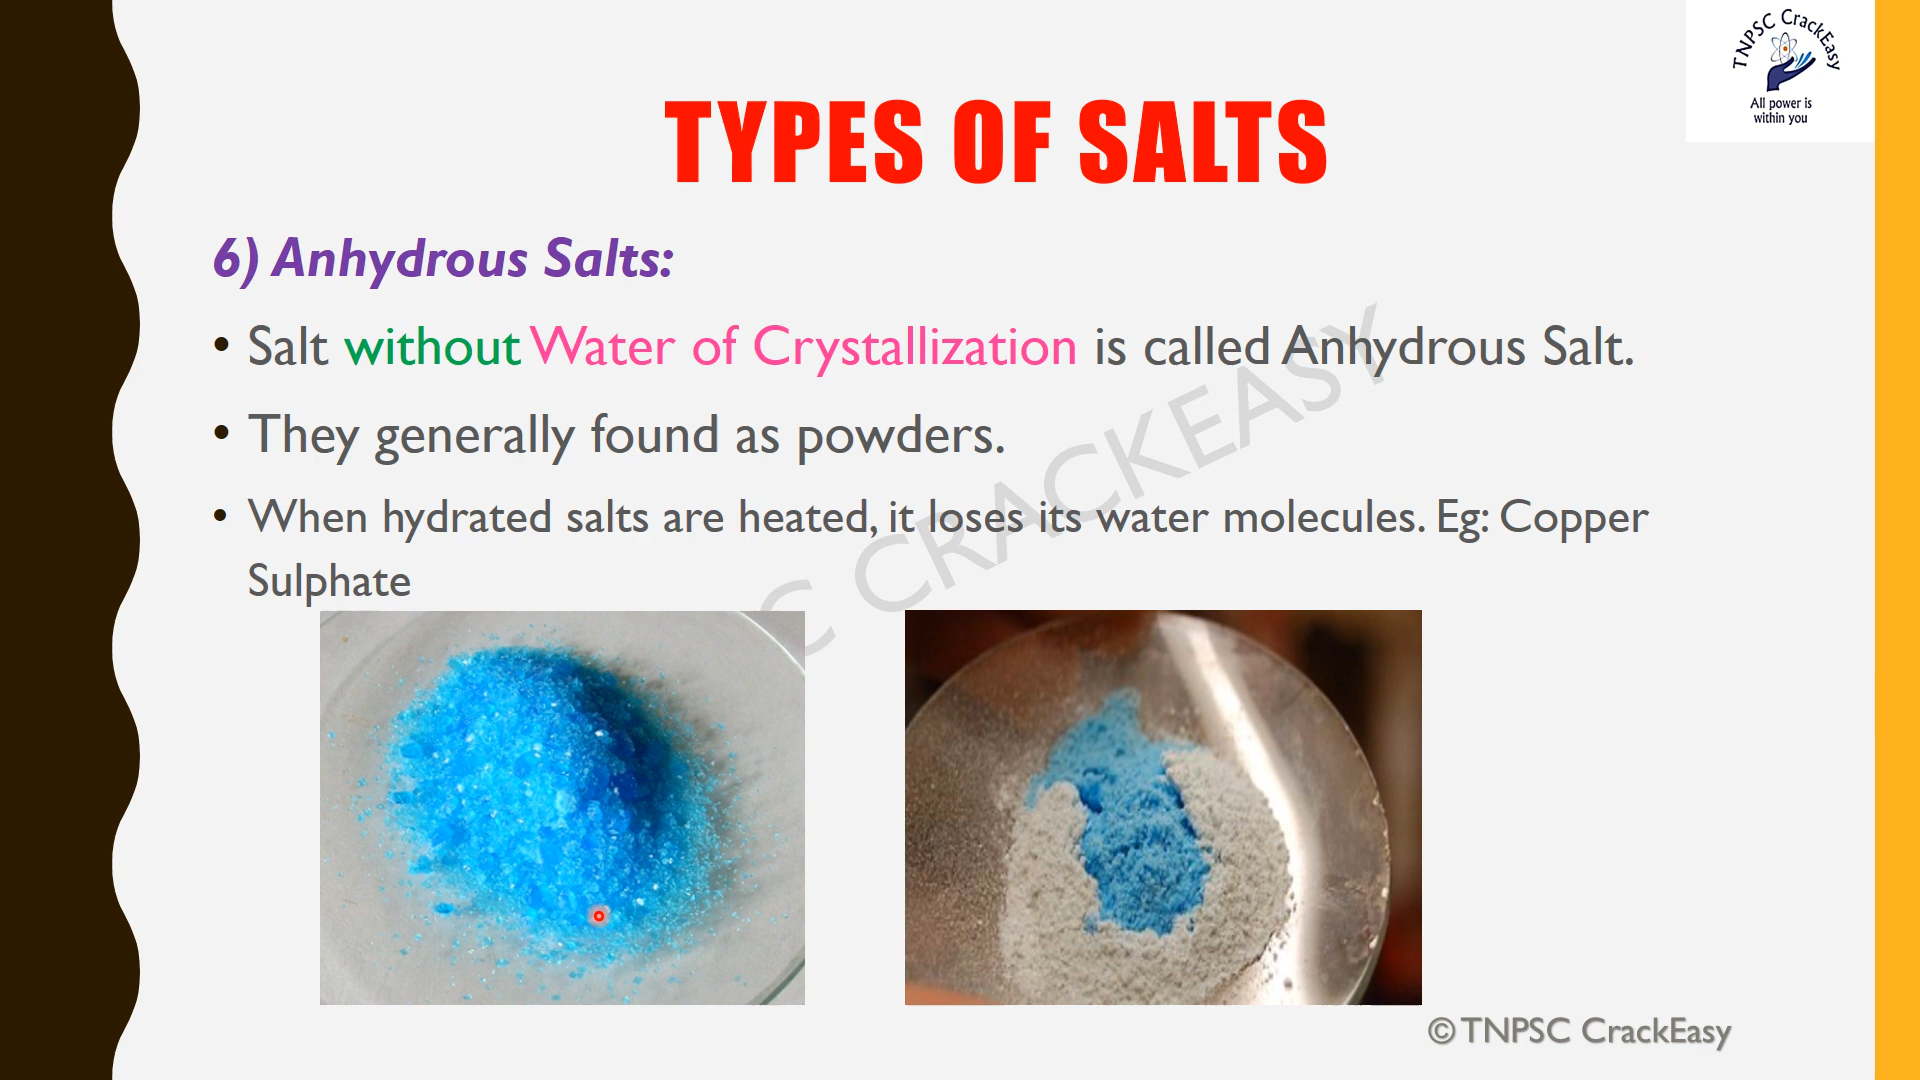 TNPSC CrackEasy
All power is
within you
TYPES OF SALTS
6) Anhydrous Salts:
• Salt without Water of Crystallization is called Anhydrous Salt.
• They generally found as powders.
• When hydrated salts are heated, it loses its water molecules. Eg: Copper
Sulphate
C CRACKEASY
© TNPSC CrackEasy